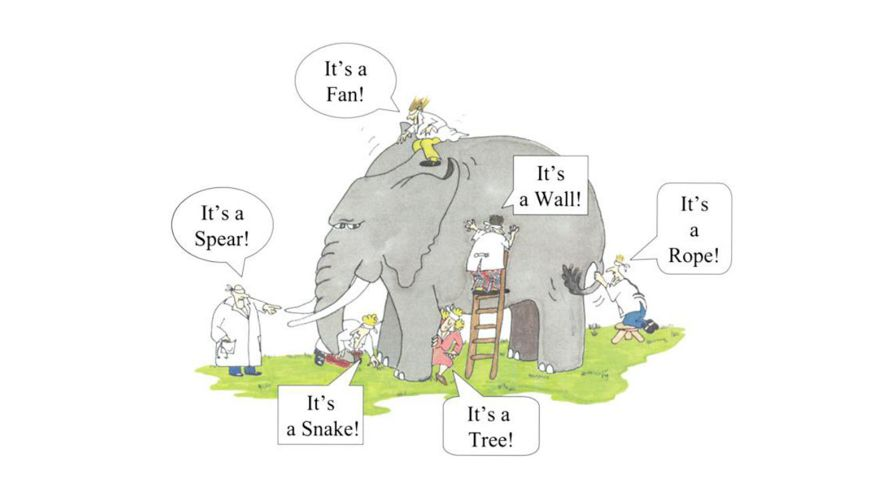 It's a
Fan!
It's
a Wall!
It's a
Spear!
It's
a
Rope!
It's
a Snake!
It's a
Tree!